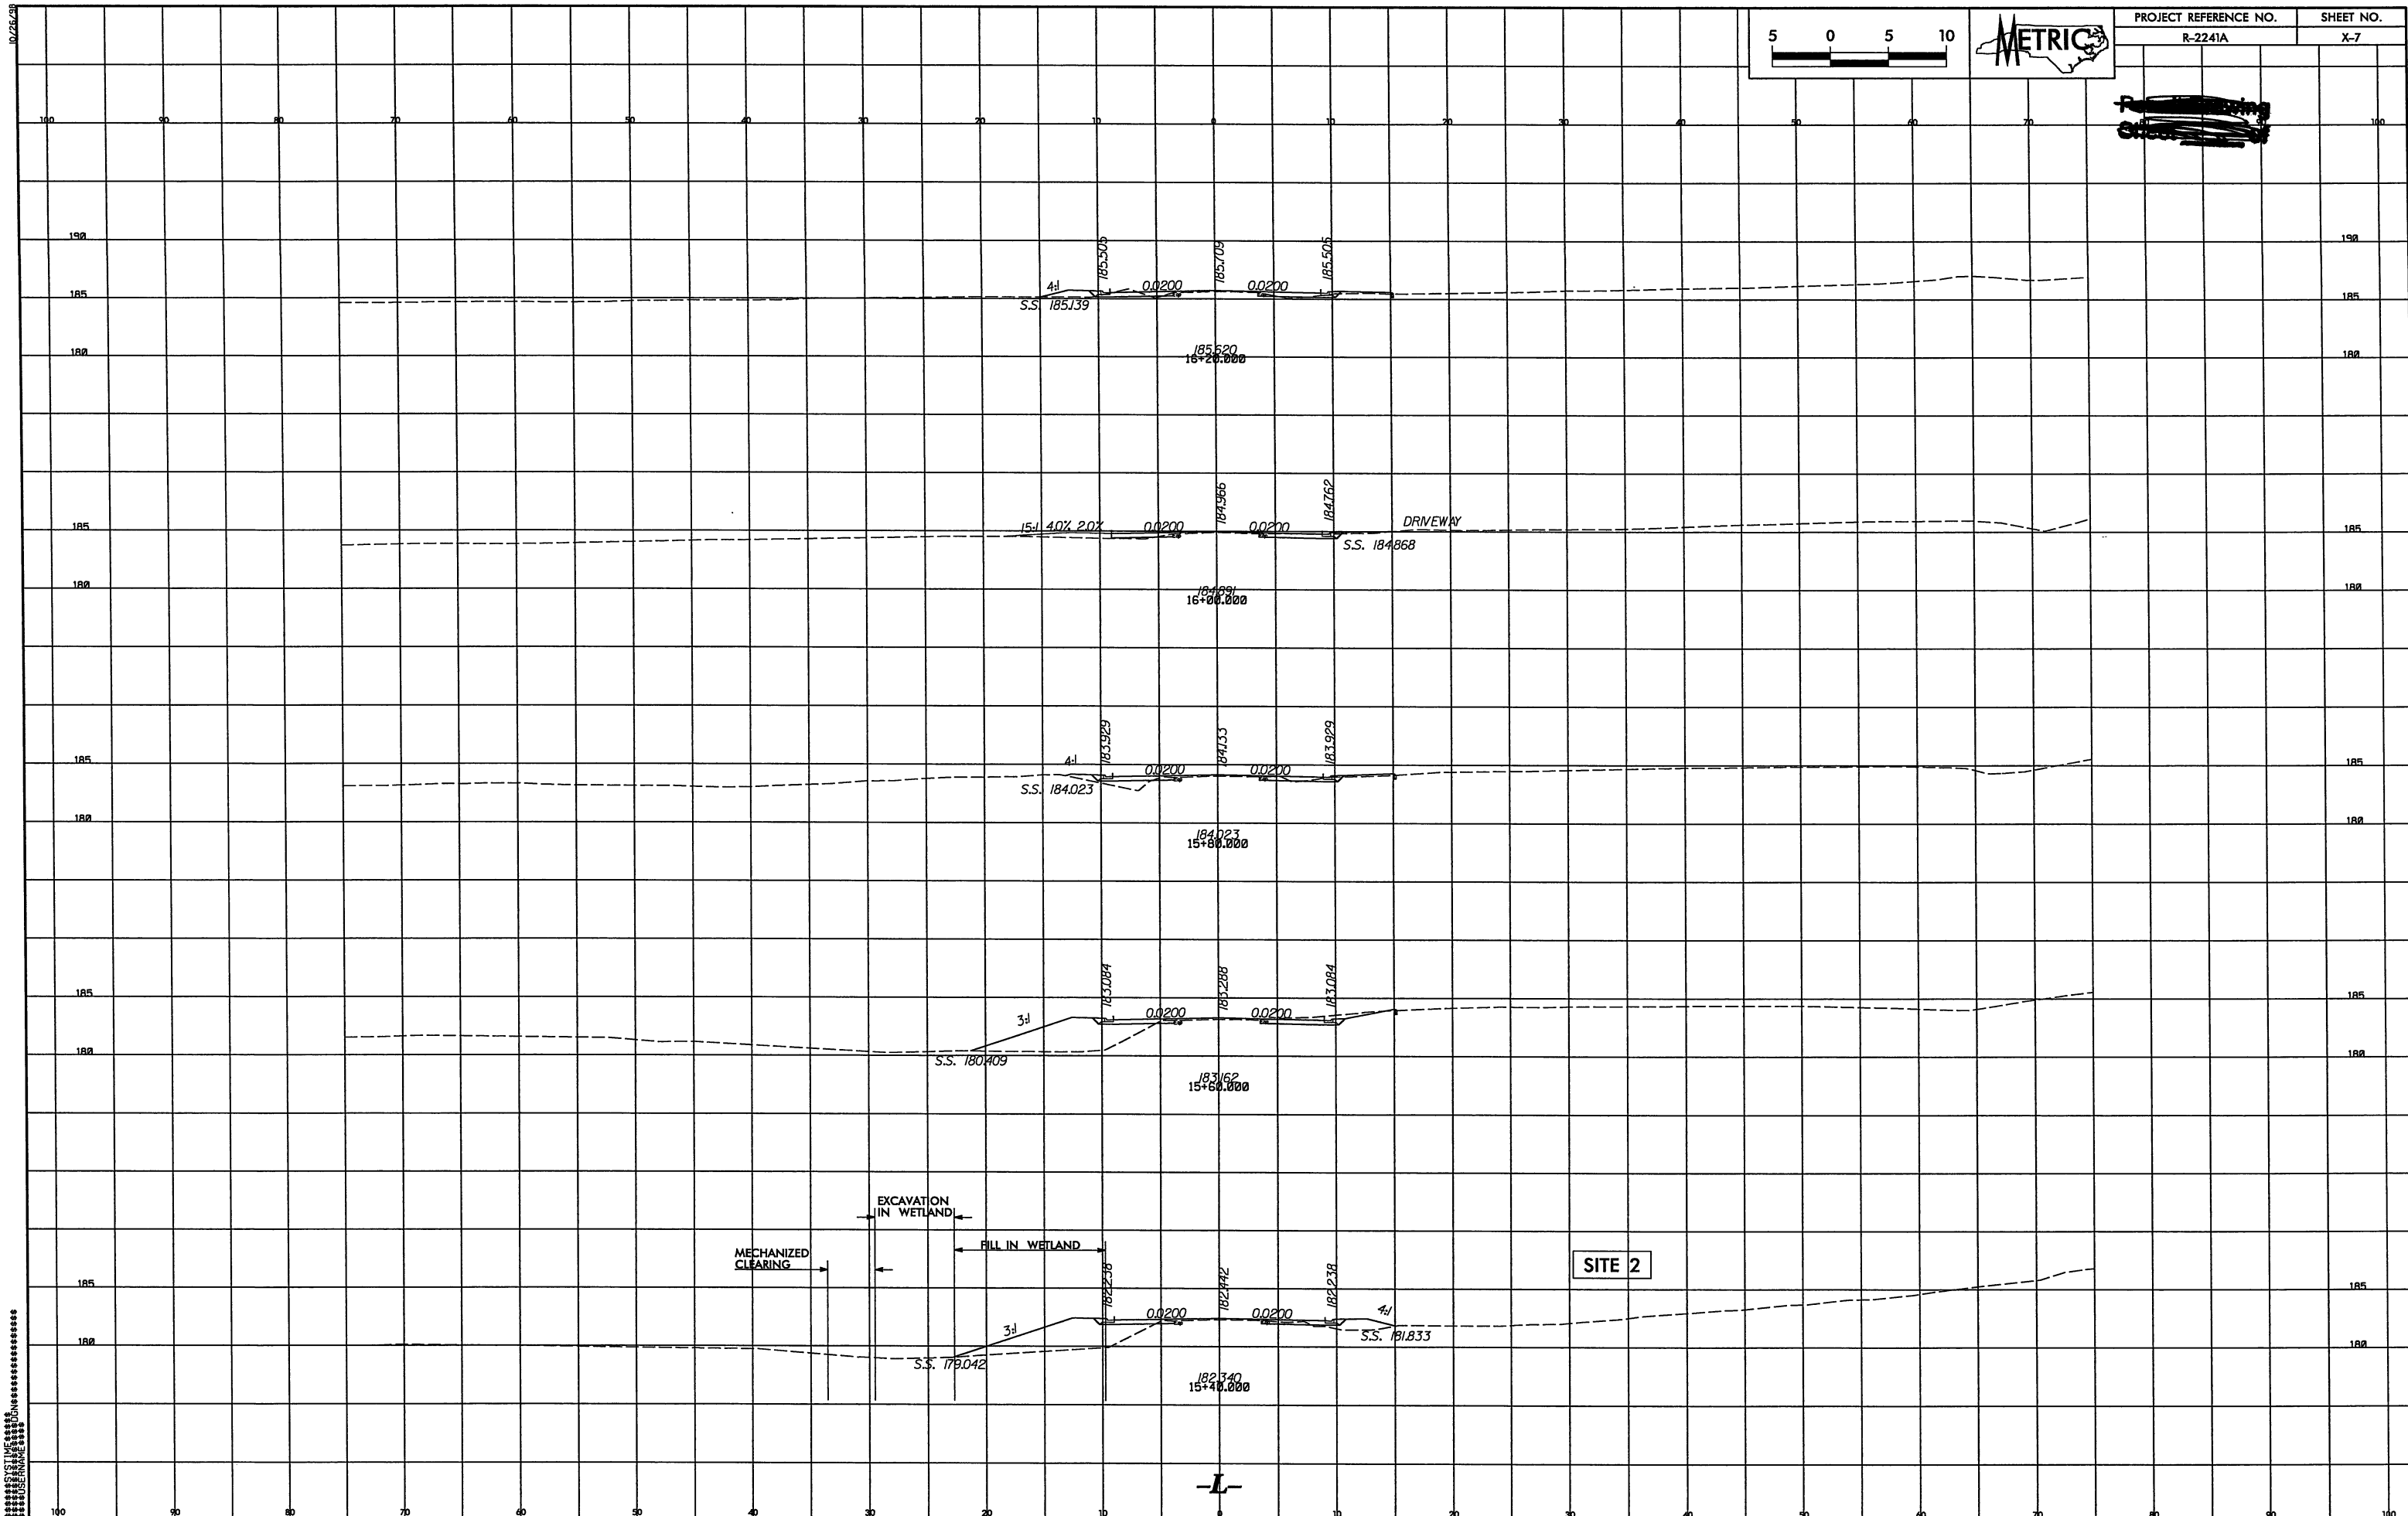 10/26/98
5 0 5 10
METRIC
PROJECT REFERENCE NO. SHEET NO.
R-2241A X-7
100 90 80 70 60 50 40 30 20 10 0 10 20 30 40 50 60 70 80 90 100
190 185.505 185.709 185.505 190
4:1 0.0200 0.0200
185 185
S.S. 185.139
180 180
185.620
16+20.000
184.966 184.762
185 15:1 4.0% 2.0% 0.0200 0.0200 DRIVEWAY 185
S.S. 184.868
180 180
184.891
16+00.000
183.929 184.133 183.929
185 4:1 185
0.0200 0.0200
S.S. 184.023
180 180
184.023
15+80.000
183.084 183.288 183.084
185 185
3:1 0.0200 0.0200
180 180
S.S. 180.409
183.162
15+60.000
EXCAVATION
IN WETLAND
FILL IN WETLAND
MECHANIZED
CLEARING
SITE 2
182.238 182.442 182.238
185 185
0.0200 0.0200 4:1
3:1
S.S. 181.833
180 180
S.S. 179.042
182.340
15+40.000
-L-
100 90 80 70 60 50 40 30 20 10 0 10 20 30 40 50 60 70 80 90 100